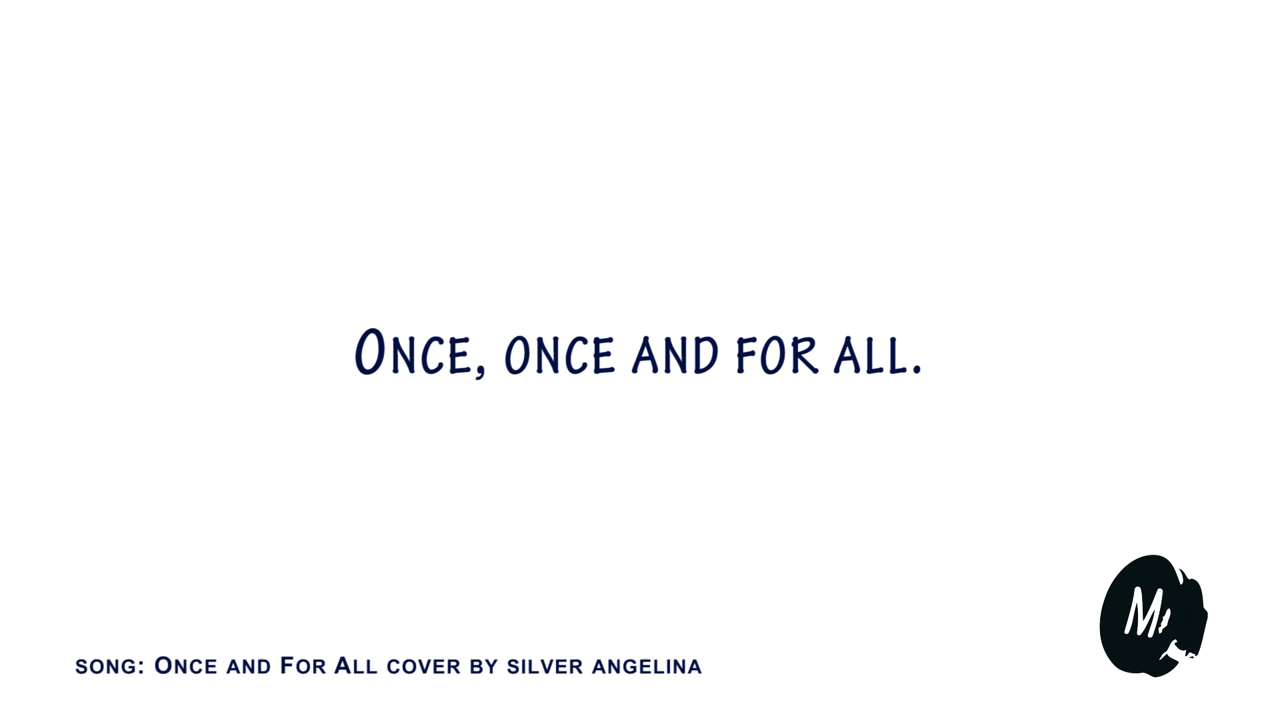 Once, once and for all.
M
song: Once and For All cover by silver angelina